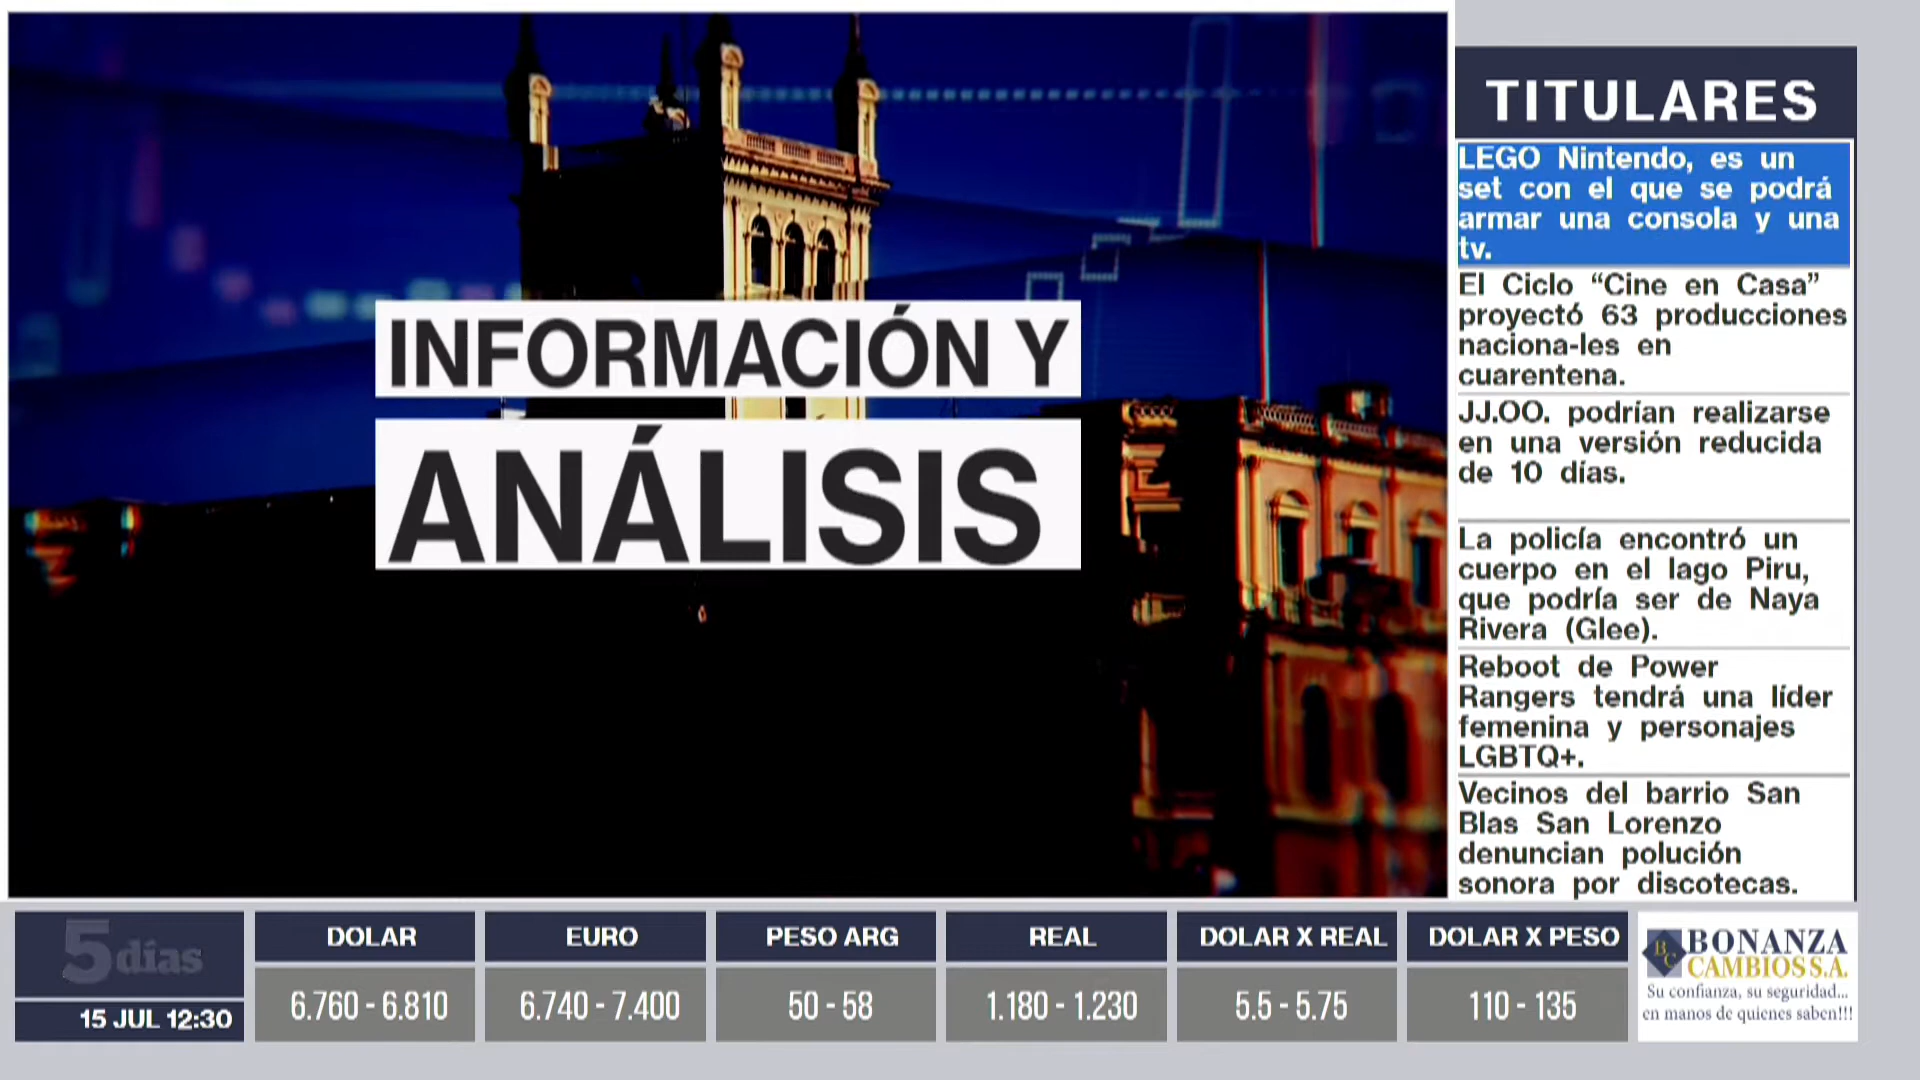 INFORMACIÓN Y
ANÁLISIS
TITULARES
LEGO Nintendo, es un
set con el que se podrá
armar una consola y una
tv.
El Ciclo “Cine en Casa”
proyectó 63 producciones
naciona-les en
cuarentena.
JJ.OO. podrían realizarse
en una versión reducida
de 10 días.
La policía encontró un
cuerpo en el lago Piru,
que podría ser de Naya
Rivera (Glee).
Reboot de Power
Rangers tendrá una líder
femenina y personajes
LGBTQ+.
Vecinos del barrio San
Blas San Lorenzo
denuncian polución
sonora por discotecas.
5días
15 JUL 12:30
DOLAR
6.760 - 6.810
EURO
6.740 - 7.400
PESO ARG
50 - 58
REAL
1.180 - 1.230
DOLAR X REAL
5.5 - 5.75
DOLAR X PESO
110 - 135
BC
BONANZA
CAMBIOS S.A.
Su confianza, su seguridad...
en manos de quienes saben!!!